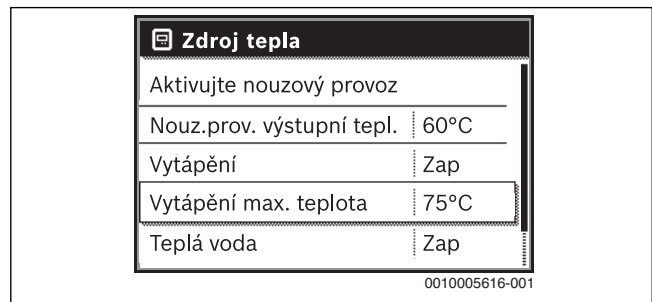 Zdroj tepla
Aktivujte nouzový provoz
Nouz.prov. výstupní tepl. 60°C
Vytápění Zap
Vytápění max. teplota 75°C
Teplá voda Zap
0010005616-001